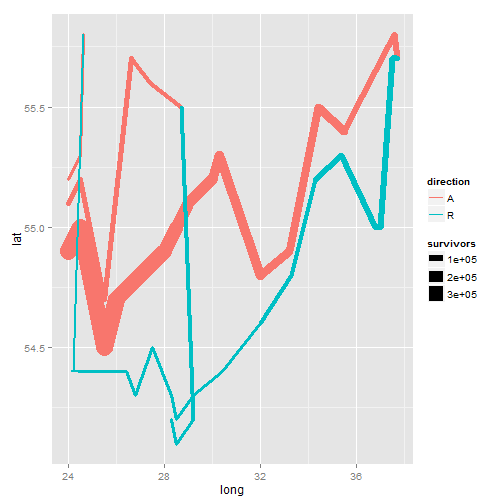 55.5
55.0
54.5
lat
24
28
32
36
long
direction
A
R
survivors
1e+05
2e+05
3e+05